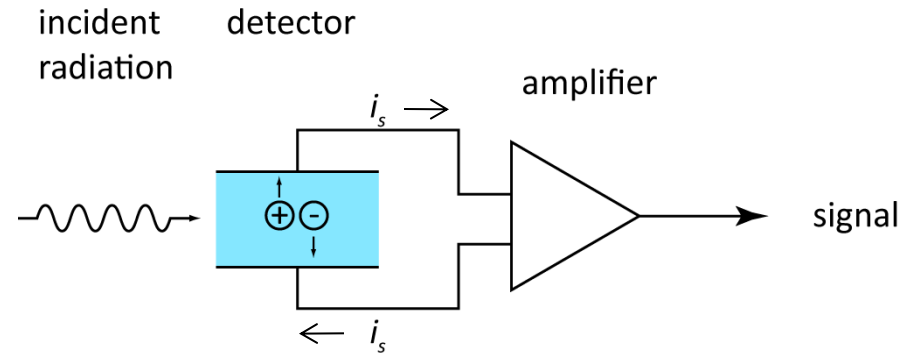 incident
radiation
detector
amplifier
i_s
+ -
signal
i_s